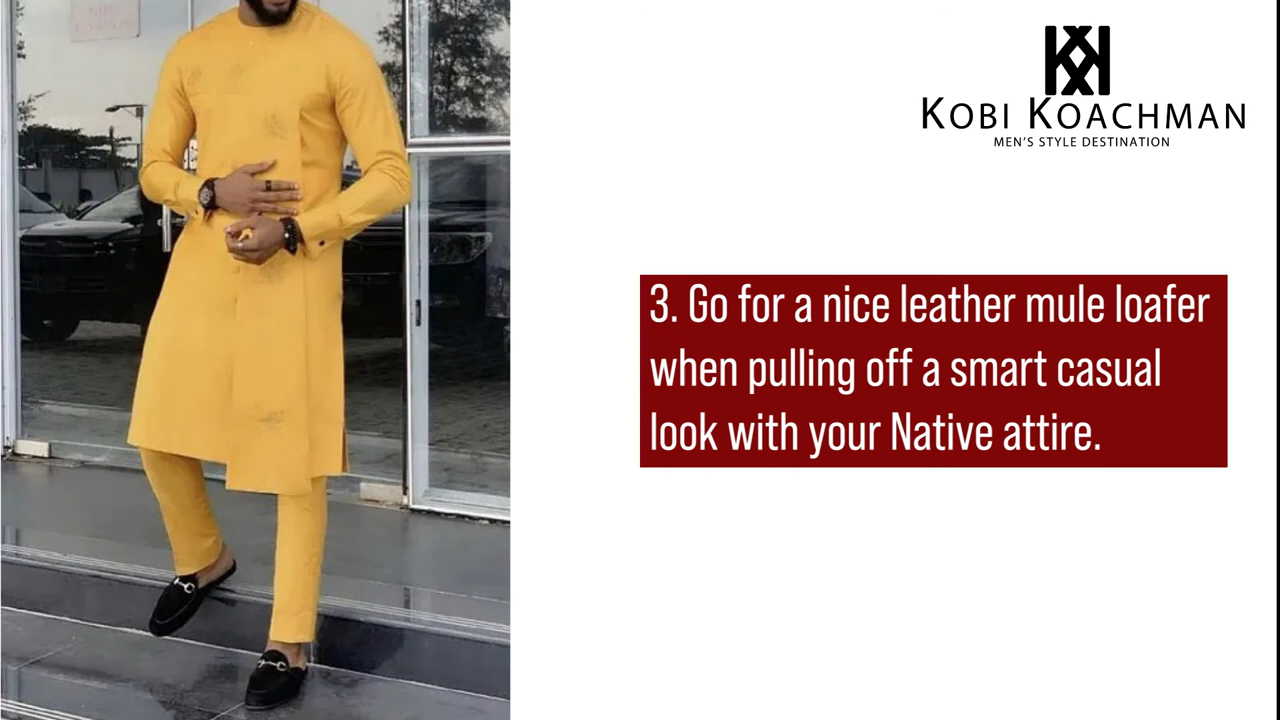 KOBI KOACHMAN
MEN'S STYLE DESTINATION
3. Go for a nice leather mule loafer
when pulling off a smart casual
look with your Native attire.